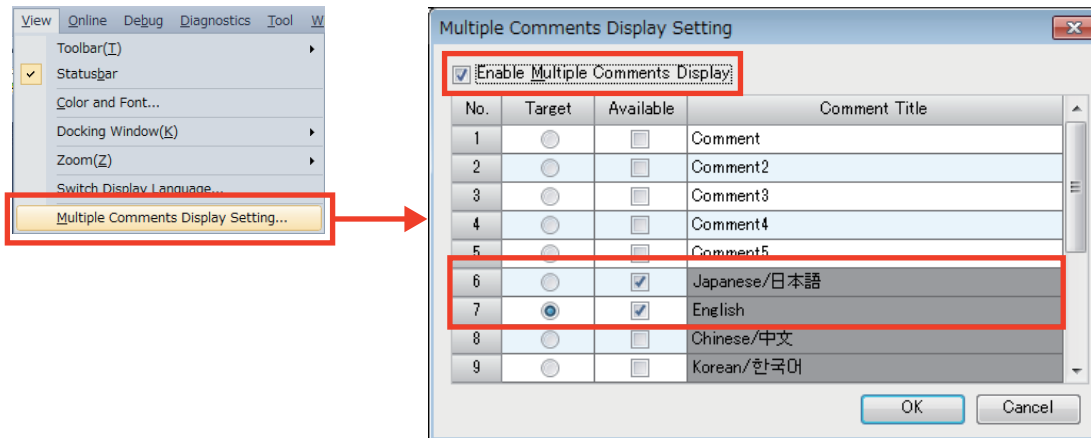 View Online Debug Diagnostics Tool W
Toolbar(T)
Statusbar
Color and Font...
Docking Window(K)
Zoom(Z)
Switch Display Language...
Multiple Comments Display Setting...
Multiple Comments Display Setting
Enable Multiple Comments Display
No. Target Available Comment Title
1 Comment
2 Comment2
3 Comment3
4 Comment4
5 Comment5
6 Japanese/日本語
7 English
8 Chinese/中文
9 Korean/한국어
OK Cancel